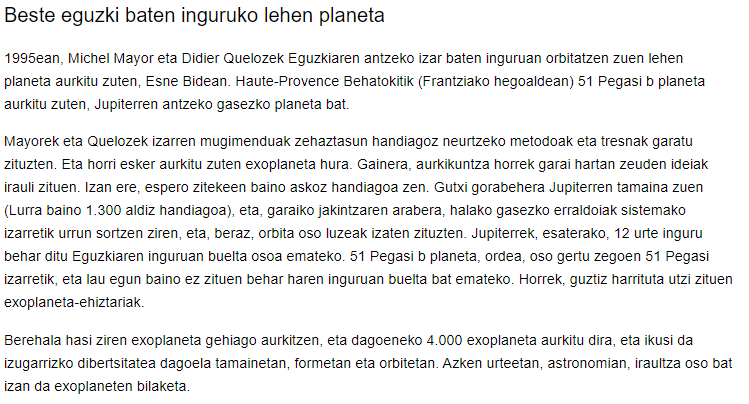 Beste eguzki baten inguruko lehen planeta
1995ean, Michel Mayor eta Didier Quelozek Eguzkiaren antzeko izar baten inguruan orbitatzen zuen lehen
planeta aurkitu zuten, Esne Bidean. Haute-Provence Behatokitik (Frantziako hegoaldean) 51 Pegasi b planeta
aurkitu zuten, Jupiterren antzeko gasezko planeta bat.
Mayorek eta Quelozek izarren mugimenduak zehaztasun handiagoz neurtzeko metodoak eta tresnak garatu
zituzten. Eta horri esker aurkitu zuten exoplaneta hura. Gainera, aurkikuntza horrek garai hartan zeuden ideiak
irauli zituen. Izan ere, espero zitekeen baino askoz handiagoa zen. Gutxi gorabehera Jupiterren tamaina zuen
(Lurra baino 1.300 aldiz handiagoa), eta, garaiko jakintzaren arabera, halako gasezko erraldoiak sistemako
izarretik urrun sortzen ziren, eta, beraz, orbita oso luzeak izaten zituzten. Jupiterrek, esaterako, 12 urte inguru
behar ditu Eguzkiaren inguruan buelta osoa emateko. 51 Pegasi b planeta, ordea, oso gertu zegoen 51 Pegasi
izarretik, eta lau egun baino ez zituen behar haren inguruan buelta bat emateko. Horrek, guztiz harrituta utzi zituen
exoplaneta-ehiztariak.
Berehala hasi ziren exoplaneta gehiago aurkitzen, eta dagoeneko 4.000 exoplaneta aurkitu dira, eta ikusi da
izugarrizko dibertsitatea dagoela tamainetan, formetan eta orbitetan. Azken urteetan, astronomian, iraultza oso bat
izan da exoplaneten bilaketa.